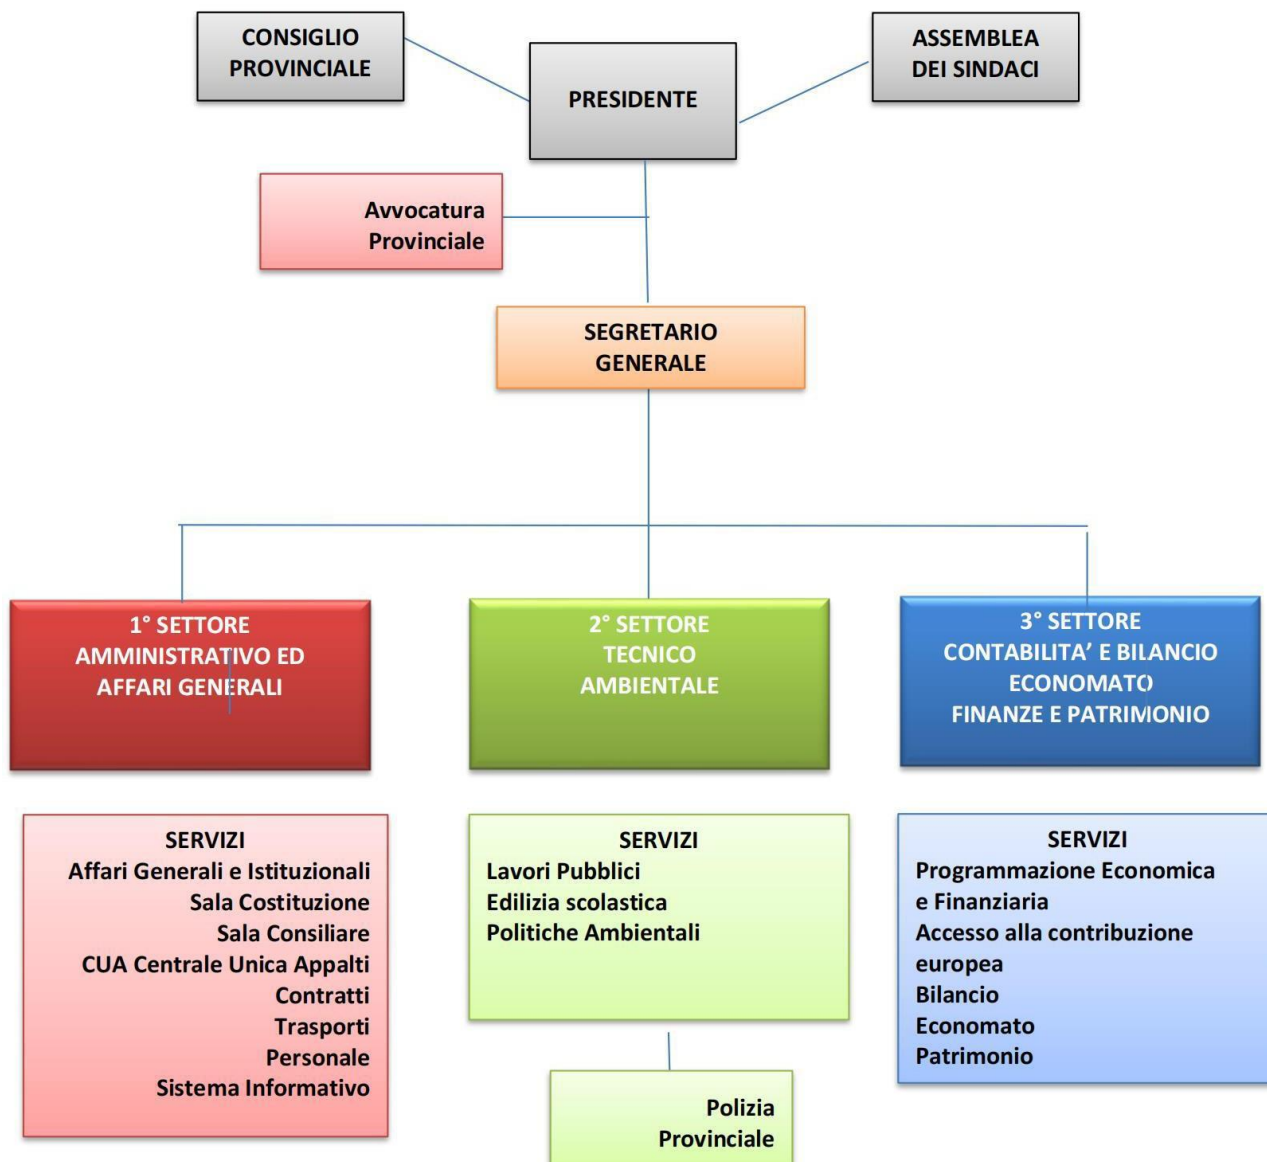 CONSIGLIO
PROVINCIALE
PRESIDENTE
ASSEMBLEA
DEI SINDACI
Avvocatura
Provinciale
SEGRETARIO
GENERALE
1° SETTORE
AMMINISTRATIVO ED
AFFARI GENERALI
2° SETTORE
TECNICO
AMBIENTALE
3° SETTORE
CONTABILITA’ E BILANCIO
ECONOMATO
FINANZE E PATRIMONIO
SERVIZI
Affari Generali e Istituzionali
Sala Costituzione
Sala Consiliare
CUA Centrale Unica Appalti
Contratti
Trasporti
Personale
Sistema Informativo
SERVIZI
Lavori Pubblici
Edilizia scolastica
Politiche Ambientali
Polizia
Provinciale
SERVIZI
Programmazione Economica
e Finanziaria
Accesso alla contribuzione
europea
Bilancio
Economato
Patrimonio